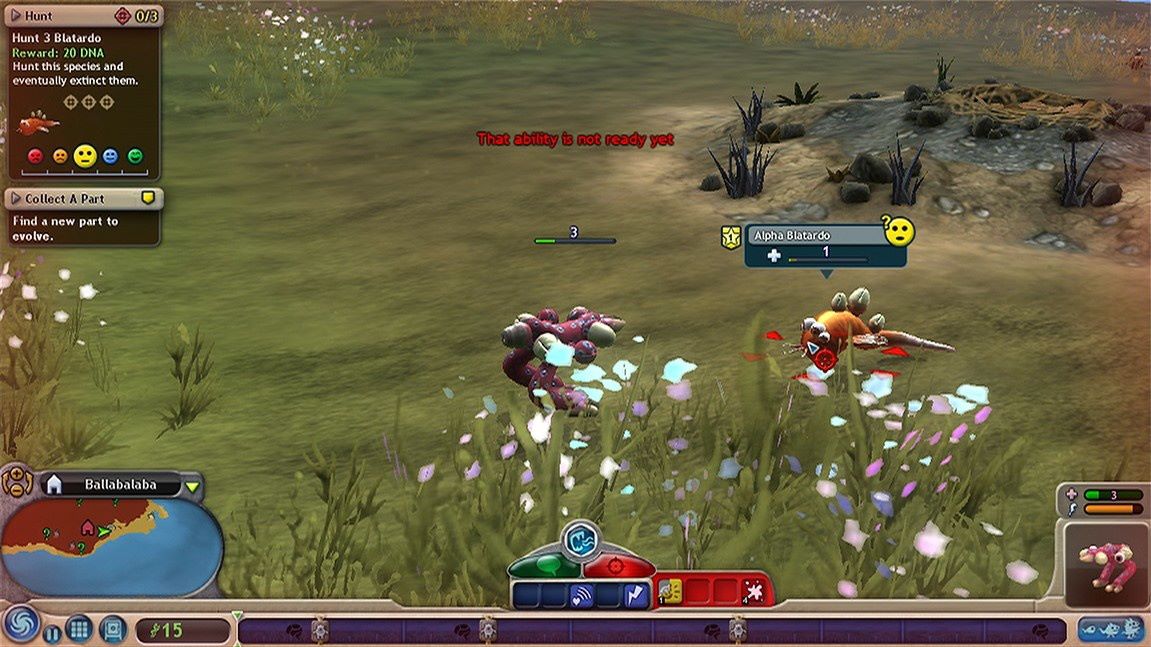 Hunt 0/3
Hunt 3 Blatardo
Reward: 20 DNA
Hunt this species and
eventually extinct them.
Collect A Part
Find a new part to
evolve.
That ability is not ready yet
3
1
Alpha Blatardo
?
1
Ballabalaba
? ?
?
?
3
1
4
15